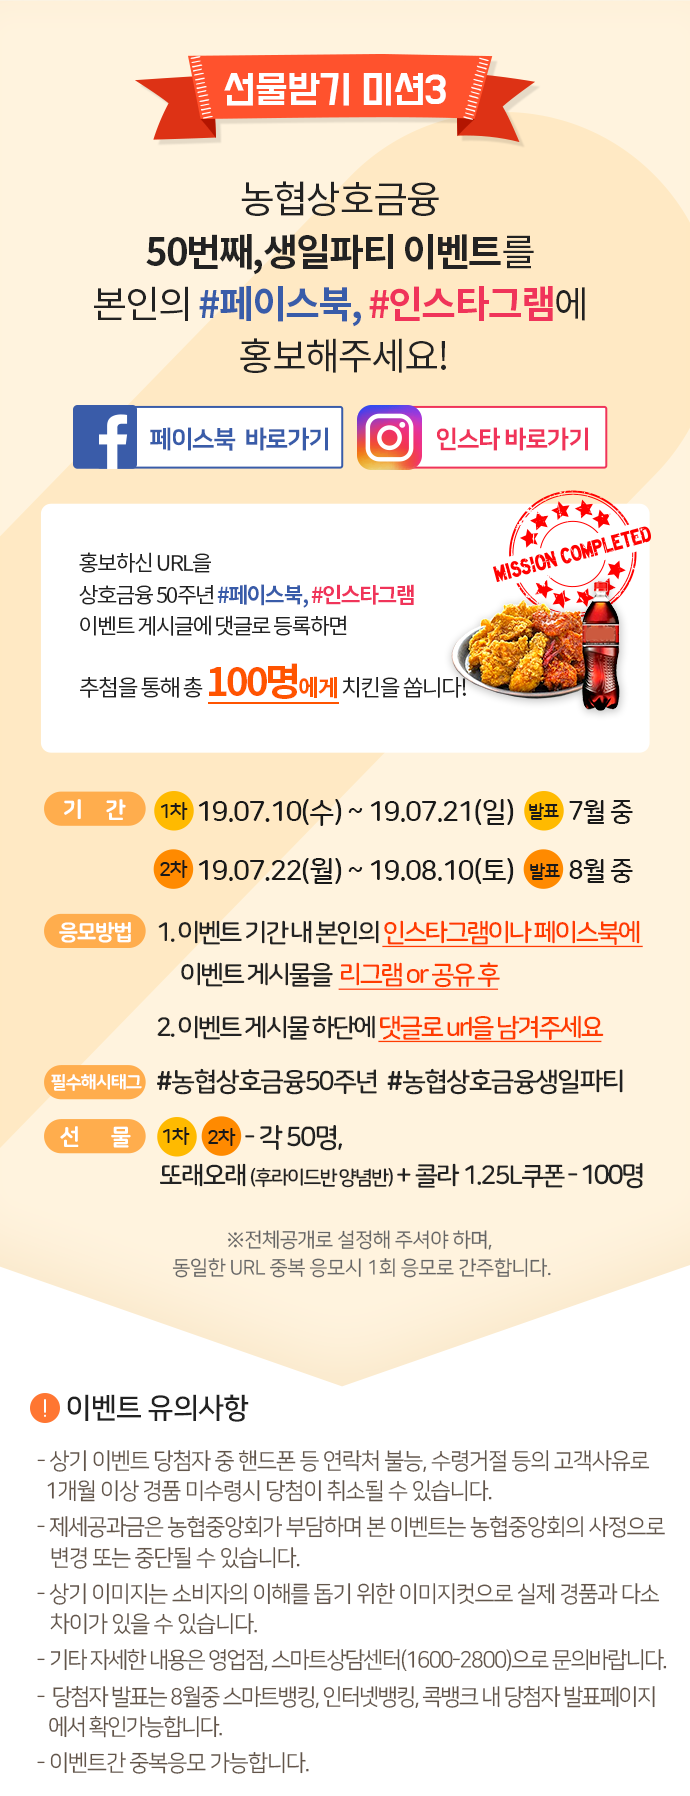 선물받기 미션3
농협상호금융
50번째,생일파티 이벤트를
본인의 #페이스북, #인스타그램에
홍보해주세요!
페이스북 바로가기
인스타 바로가기
홍보하신 URL을
상호금융 50주년 #페이스북, #인스타그램
이벤트 게시글에 댓글로 등록하면
추첨을 통해 총 100명에게 치킨을 쏩니다!
MISSION COMPLETED
기 간 1차 19.07.10(수) ~ 19.07.21(일) 발표 7월 중
2차 19.07.22(월) ~ 19.08.10(토) 발표 8월 중
응모방법 1. 이벤트 기간 내 본인의 인스타그램이나 페이스북에
이벤트 게시물을 리그램 or 공유 후
2. 이벤트 게시물 하단에 댓글로 url을 남겨주세요
필수해시태그 #농협상호금융50주년 #농협상호금융생일파티
선 물 1차 2차 - 각 50명,
또래오래 (후라이드반 양념반) + 콜라 1.25L쿠폰 - 100명
※전체공개로 설정해 주셔야 하며,
동일한 URL 중복 응모시 1회 응모로 간주합니다.
! 이벤트 유의사항
- 상기 이벤트 당첨자 중 핸드폰 등 연락처 불능, 수령거절 등의 고객사유로
1개월 이상 경품 미수령시 당첨이 취소될 수 있습니다.
- 제세공과금은 농협중앙회가 부담하며 본 이벤트는 농협중앙회의 사정으로
변경 또는 중단될 수 있습니다.
- 상기 이미지는 소비자의 이해를 돕기 위한 이미지컷으로 실제 경품과 다소
차이가 있을 수 있습니다.
- 기타 자세한 내용은 영업점, 스마트상담센터(1600-2800)으로 문의바랍니다.
- 당첨자 발표는 8월중 스마트뱅킹, 인터넷뱅킹, 콕뱅크 내 당첨자 발표페이지
에서 확인가능합니다.
- 이벤트간 중복응모 가능합니다.